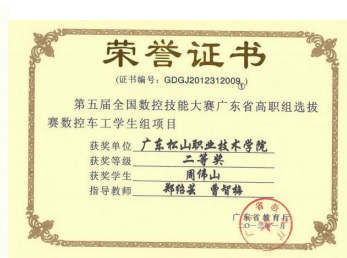 荣誉证书
(证书编号：GDGJ2012312009)
第五届全国数控技能大赛广东省高职组选拔
赛数控车工学生组项目
获奖单位 广东松山职业技术学院
获奖等级 二等奖
获奖学生 周伟山
指导教师 郑绍芸 曹智梅
广东省教育厅